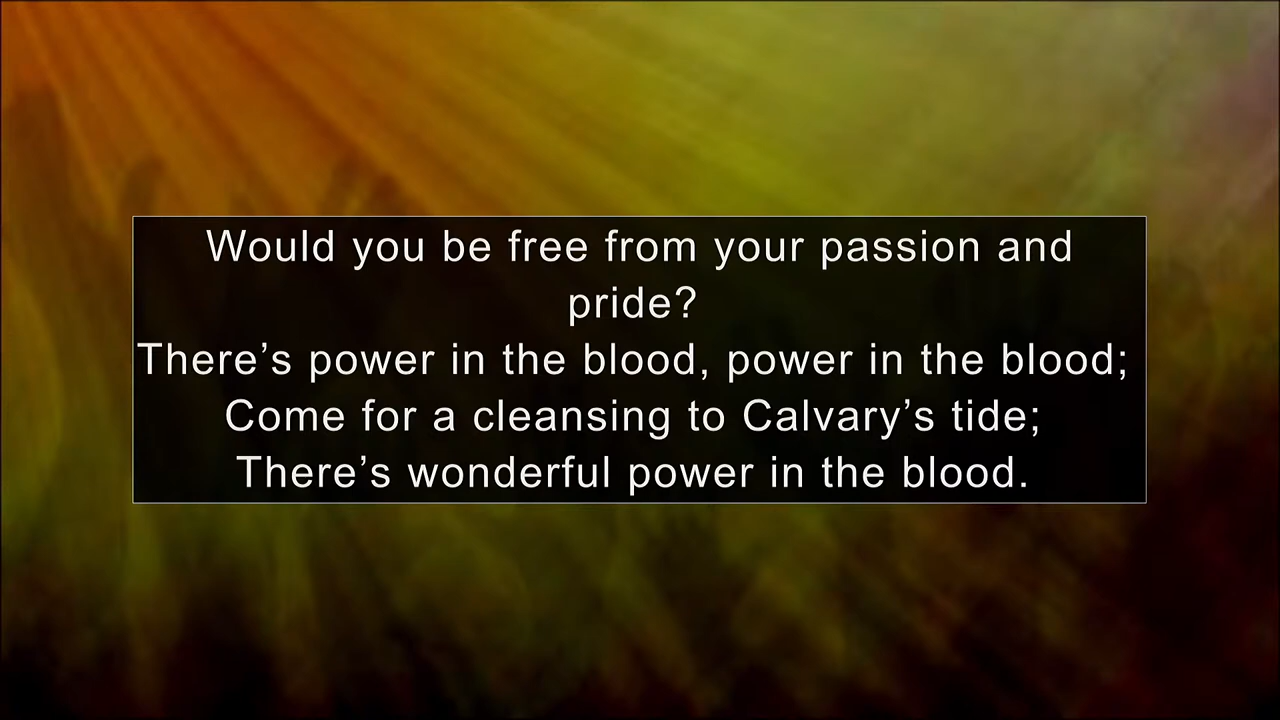 Would you be free from your passion and
pride?
There’s power in the blood, power in the blood;
Come for a cleansing to Calvary’s tide;
There’s wonderful power in the blood.